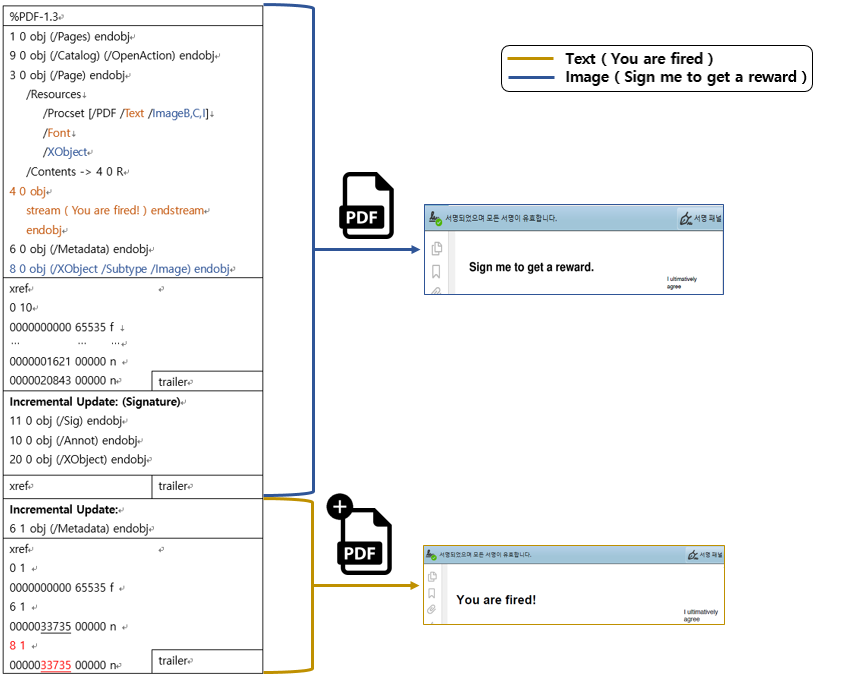 %PDF-1.3↵
1 0 obj (/Pages) endobj↵
9 0 obj (/Catalog) (/OpenAction) endobj↵
3 0 obj (/Page) endobj↵
/Resources↓
/Procset [/PDF /Text /ImageB,C,I]↓
/Font↓
/XObject↵
/Contents -> 4 0 R↵
4 0 obj↵
stream ( You are fired! ) endstream↵
endobj↵
6 0 obj (/Metadata) endobj↵
8 0 obj (/XObject /Subtype /Image) endobj↵
xref↵ ↵
0 10↵
0000000000 65535 f ↓
... ... ...↵
0000001621 00000 n ↵
0000020843 00000 n↵
trailer↵
Incremental Update: (Signature)↵
11 0 obj (/Sig) endobj↵
10 0 obj (/Annot) endobj↵
20 0 obj (/XObject) endobj↵
xref↵ trailer↵
Incremental Update:↵
6 1 obj (/Metadata) endobj↵
xref↵ ↵
0 1 ↵
0000000000 65535 f ↵
6 1 ↵
0000033735 00000 n ↵
8 1 ↵
0000033735 00000 n↵
trailer↵
Text ( You are fired )
Image ( Sign me to get a reward )
PDF
서명되었으며 모든 서명이 유효합니다.
서명 패널
Sign me to get a reward.
I ultimatively
agree
+
PDF
서명되었으며 모든 서명이 유효합니다.
서명 패널
You are fired!
I ultimatively
agree